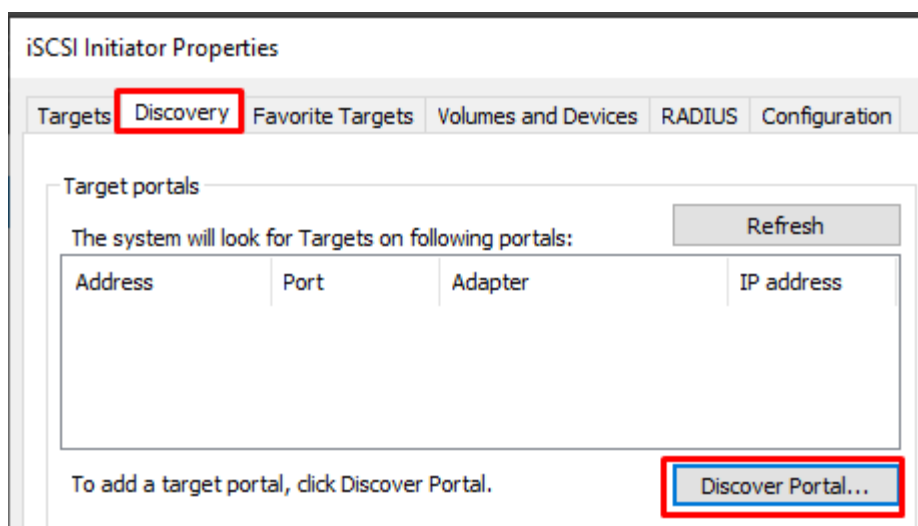 iSCSI Initiator Properties
Targets Discovery Favorite Targets Volumes and Devices RADIUS Configuration
Target portals
The system will look for Targets on following portals: Refresh
Address Port Adapter IP address
To add a target portal, click Discover Portal. Discover Portal...